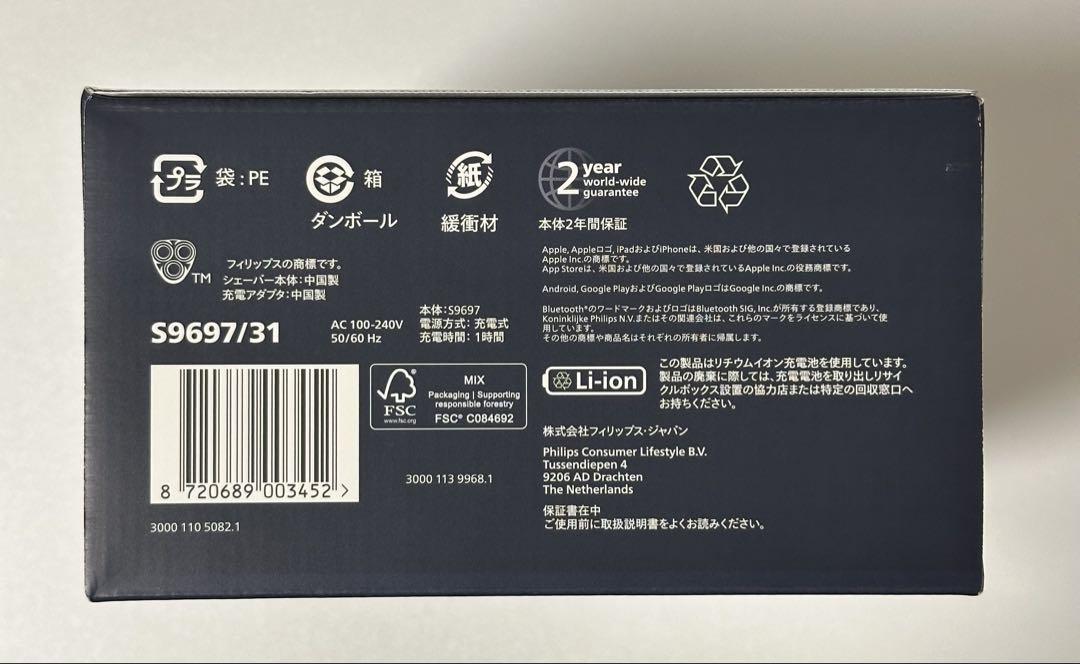 プラ 袋：PE
箱
ダンボール
紙
緩衝材
2 year
world-wide
guarantee
本体2年間保証
TM フィリップスの商標です。
シェーバー本体：中国製
充電アダプタ：中国製
S9697/31
AC 100-240V
50/60 Hz
本体：S9697
電源方式：充電式
充電時間：1時間
Apple, Appleロゴ, iPadおよびiPhoneは、米国および他の国々で登録されている
Apple Inc.の商標です。
App Storeは、米国および他の国々で登録されているApple Inc.の役務商標です。
Android, Google PlayおよびGoogle PlayロゴはGoogle Inc.の商標です。
Bluetooth®のワードマークおよびロゴはBluetooth SIG, Inc.が所有する登録商標であり、
Koninklijke Philips N.V.またはその関連会社は、これらのマークをライセンスに基づいて使
用しています。
その他の商標や商品名はそれぞれの所有者に帰属します。
8 720689 003452 >
3000 110 5082.1
FSC
www.fsc.org
MIX
Packaging | Supporting
responsible forestry
FSC® C084692
3000 113 9968.1
Li-ion
この製品はリチウムイオン充電池を使用しています。
製品の廃棄に際しては、充電電池を取り出しリサイ
クルボックス設置の協力店または特定の回収窓口へ
お持ちください。
株式会社フィリップス・ジャパン
Philips Consumer Lifestyle B.V.
Tussendiepen 4
9206 AD Drachten
The Netherlands
保証書在中
ご使用前に取扱説明書をよくお読みください。